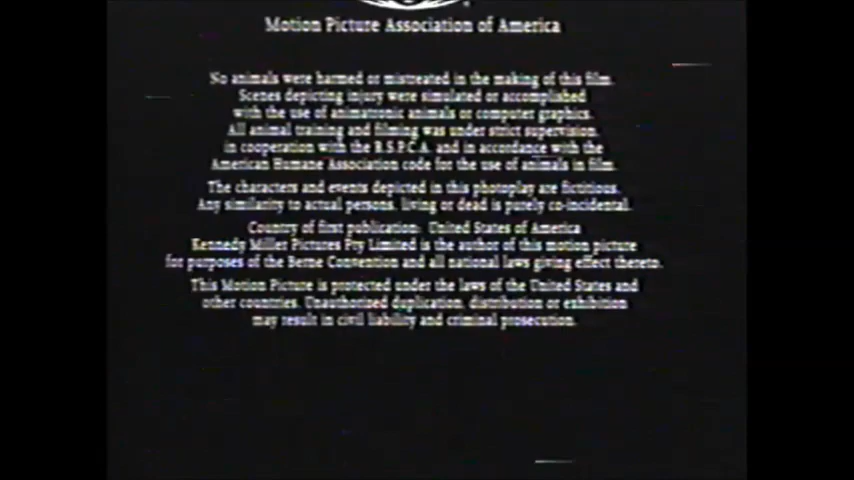 Motion Picture Association of America
No animals were harmed or mistreated in the making of this film.
Scenes depicting injury were simulated or accomplished
with the use of animatronic animals or computer graphics.
All animal training and filming was under strict supervision
in cooperation with the R.S.P.C.A. and in accordance with the
American Humane Association code for the use of animals in film.
The characters and events depicted in this photoplay are fictitious.
Any similarity to actual persons, living or dead is purely co-incidental.
Country of first publication: United States of America
Kennedy Miller Pictures Pty Limited is the author of this motion picture
for purposes of the Berne Convention and all national laws giving effect thereto.
This Motion Picture is protected under the laws of the United States and
other countries. Unauthorized duplication, distribution or exhibition
may result in civil liability and criminal prosecution.